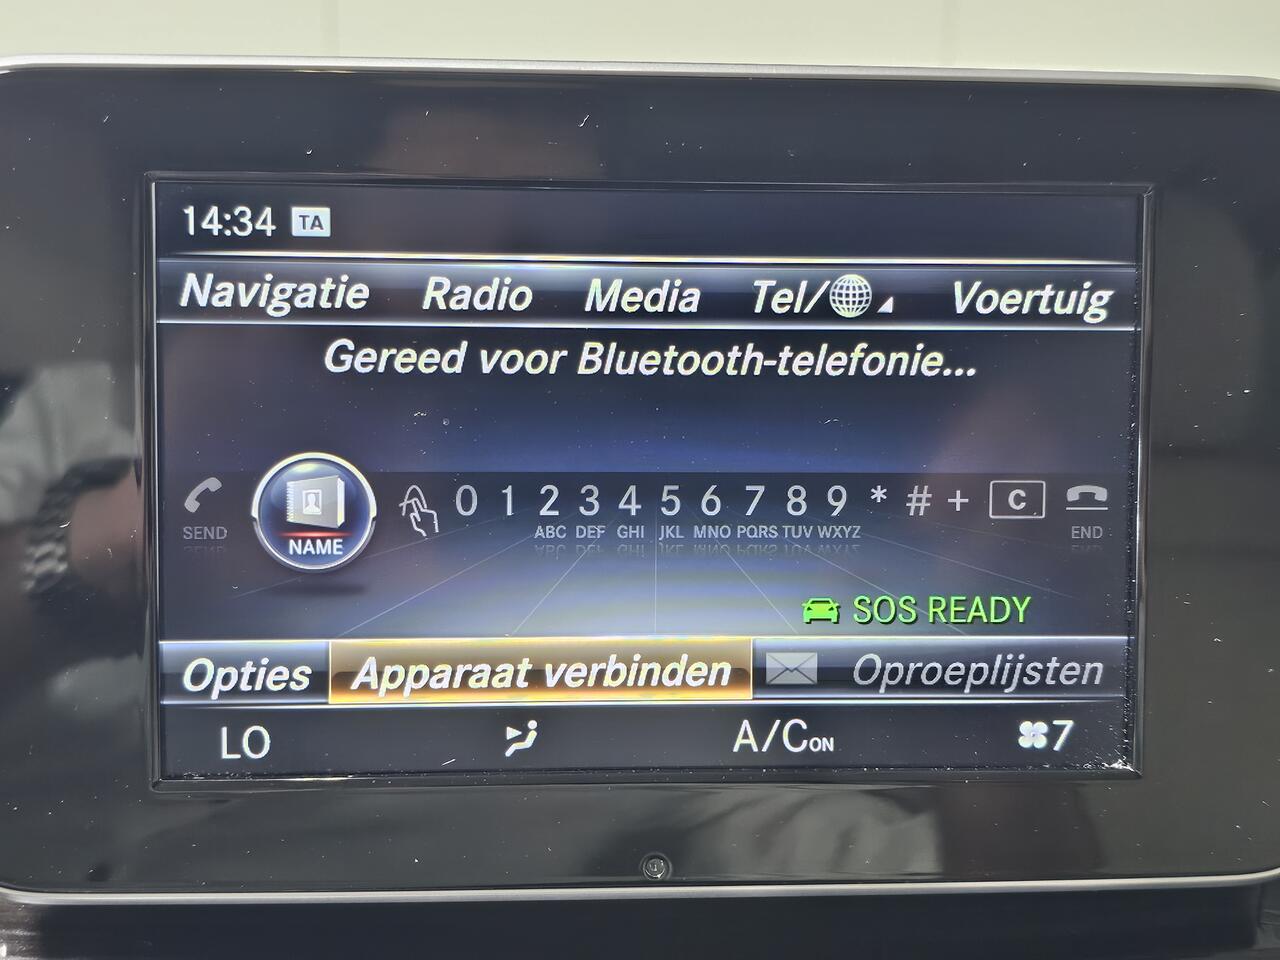 14:34 TA
Navigatie Radio Media Tel/ Voertuig
Gereed voor Bluetooth-telefonie...
SEND NAME 0 1 2 3 4 5 6 7 8 9 * # + C END
ABC DEF GHI JKL MNO PQRS TUV WXYZ
SOS READY
Opties Apparaat verbinden Oproeplijsten
LO A/C ON 7